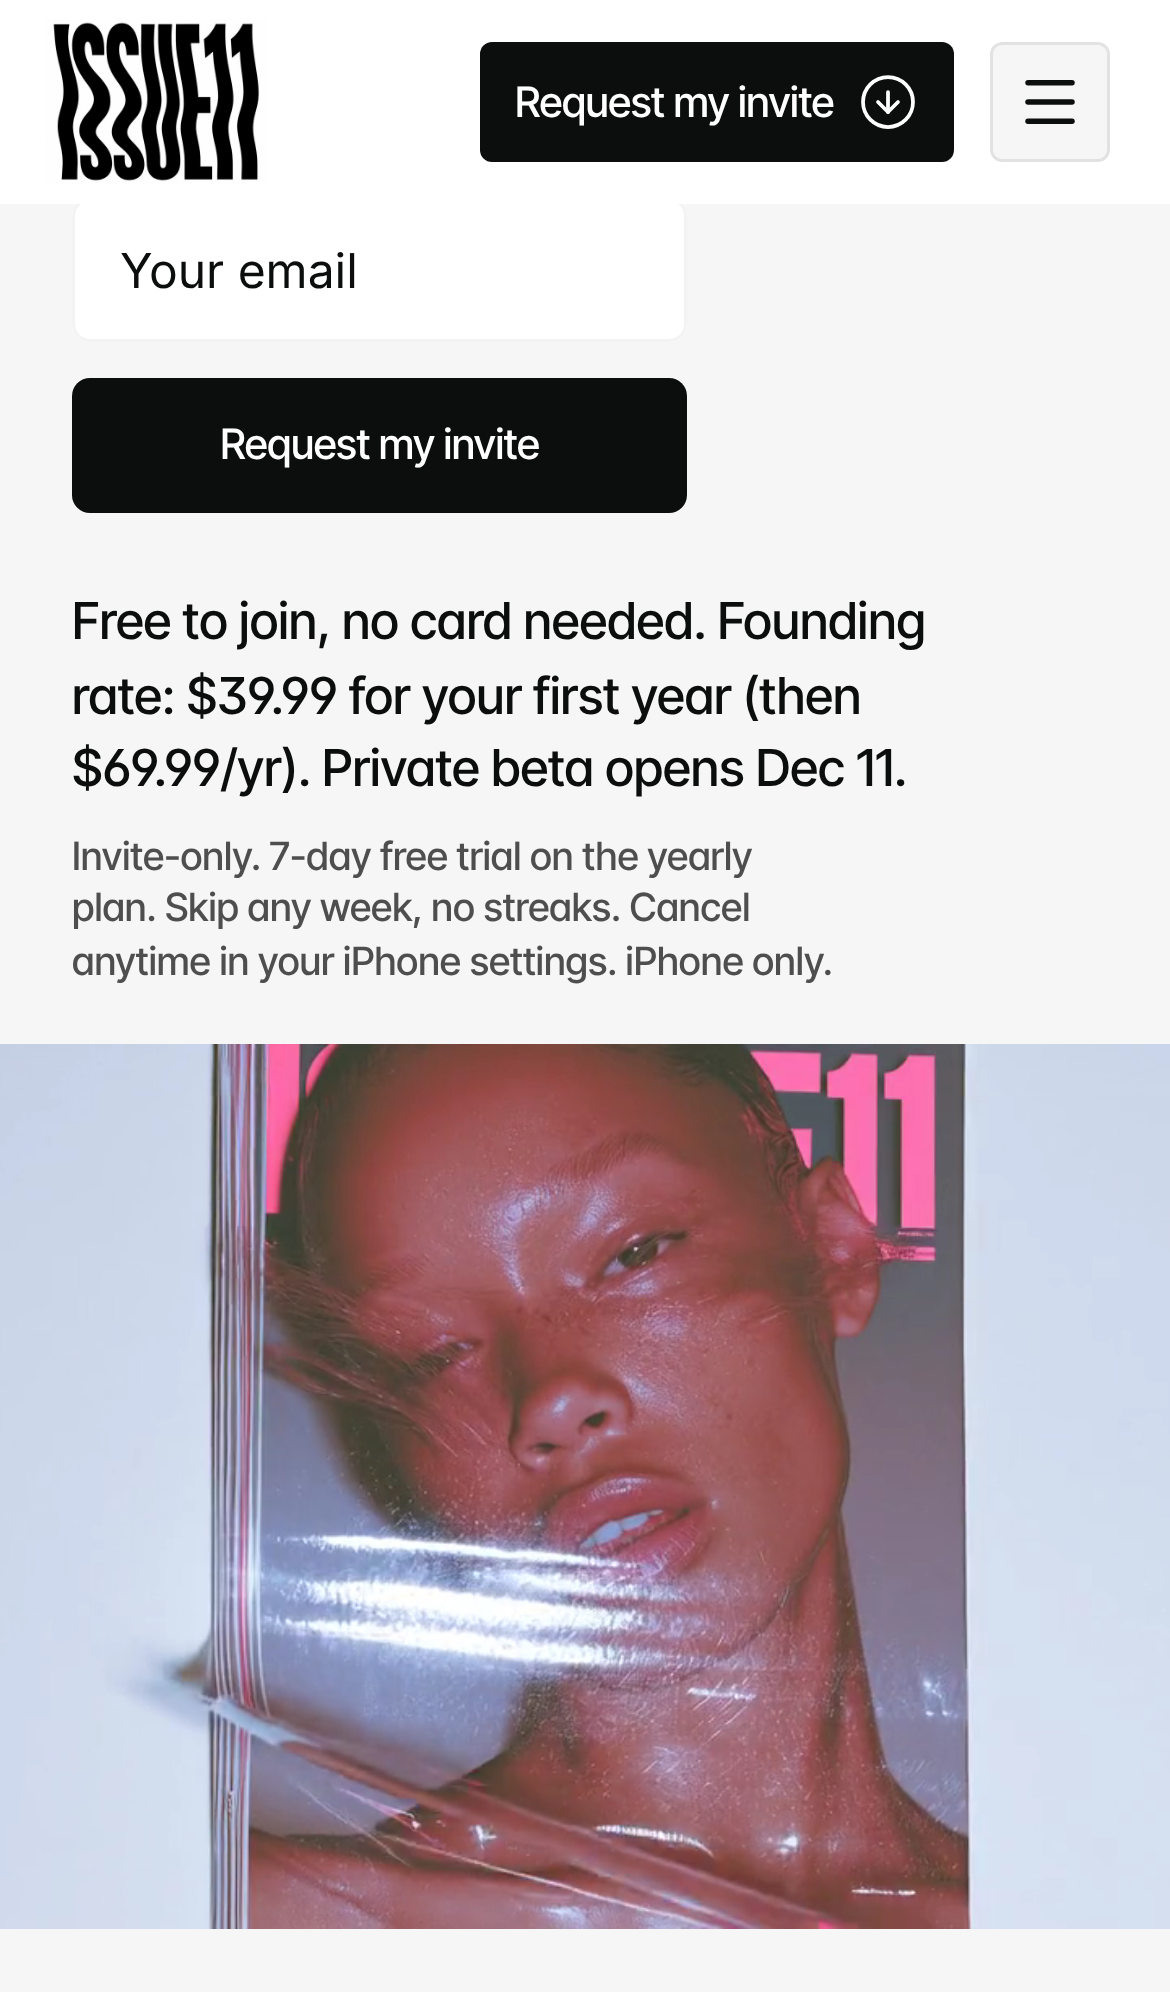 ISSUE11
Request my invite
Your email
Request my invite
Free to join, no card needed. Founding
rate: $39.99 for your first year (then
$69.99/yr). Private beta opens Dec 11.
Invite-only. 7-day free trial on the yearly
plan. Skip any week, no streaks. Cancel
anytime in your iPhone settings. iPhone only.
E11